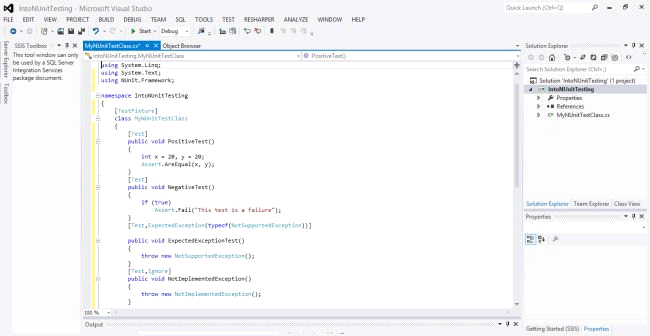 IntoNUnitTesting - Microsoft Visual Studio
Quick Launch (Ctrl+Q)
FILE EDIT VIEW PROJECT BUILD DEBUG TEAM SQL TOOLS TEST RESHARPER ANALYZE WINDOW HELP
Start Debug
Server Explorer
Toolbox
SSIS Toolbox
This tool window can only
be used by a SQL Server
Integration Services
package document.
MyNUnitTestClass.cs* Object Browser
IntoNUnitTesting.MyNUnitTestClass PositiveTest()
using System.Linq;
using System.Text;
using NUnit.Framework;
namespace IntoNUnitTesting
{
[TestFixture]
class MyNUnitTestClass
{
[Test]
public void PositiveTest()
{
int x = 20, y = 20;
Assert.AreEqual(x, y);
}
[Test]
public void NegativeTest()
{
if (true)
Assert.Fail("This test is a failure");
}
[Test,ExpectedException(typeof(NotSupportedException))]
public void ExpectedExceptionTest()
{
throw new NotSupportedException();
}
[Test,Ignore]
public void NotImplementedException()
{
throw new NotImplementedException();
}
100 %
Output
Solution Explorer
Search Solution Explorer (Ctrl+;)
Solution 'IntoNUnitTesting' (1 project)
IntoNUnitTesting
Properties
References
C# MyNUnitTestClass.cs
Solution Explorer Team Explorer Class View
Properties
Getting Started (SSIS) Properties